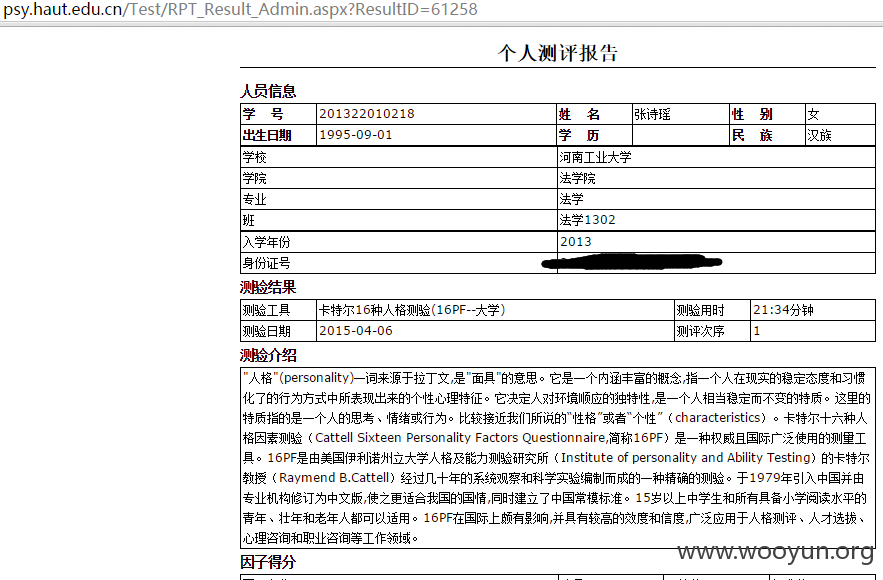 psy.haut.edu.cn/Test/RPT_Result_Admin.aspx?ResultID=61258
个人测评报告
人员信息
学 号 201322010218 姓 名 张诗瑶 性 别 女
出生日期 1995-09-01 学 历 民 族 汉族
学校 河南工业大学
学院 法学院
专业 法学
班 法学1302
入学年份 2013
身份证号
测验结果
测验工具 卡特尔16种人格测验(16PF--大学) 测验用时 21:34分钟
测验日期 2015-04-06 测评次序 1
测验介绍
"人格"(personality)一词来源于拉丁文,是"面具"的意思。它是一个内涵丰富的概念,指一个人在现实的稳定态度和习惯
化了的行为方式中所表现出来的个性心理特征。它决定人对环境顺应的独特性,是一个人相当稳定而不变的特质。这里的
特质指的是一个人的思考、情绪或行为。比较接近我们所说的“性格”或者“个性”（characteristics）。卡特尔十六种人
格因素测验（Cattell Sixteen Personality Factors Questionnaire,简称16PF）是一种权威且国际广泛使用的测量工
具。16PF是由美国伊利诺州立大学人格及能力测验研究所（Institute of personality and Ability Testing）的卡特尔
教授（Raymend B.Cattell）经过几十年的系统观察和科学实验编制而成的一种精确的测验。于1979年引入中国并由
专业机构修订为中文版,使之更适合我国的国情,同时建立了中国常模标准。15岁以上中学生和所有具备小学阅读水平的
青年、壮年和老年人都可以适用。16PF在国际上颇有影响,并具有较高的效度和信度,广泛应用于人格测评、人才选拔、
心理咨询和职业咨询等工作领域。
www.wooyun.org
因子得分